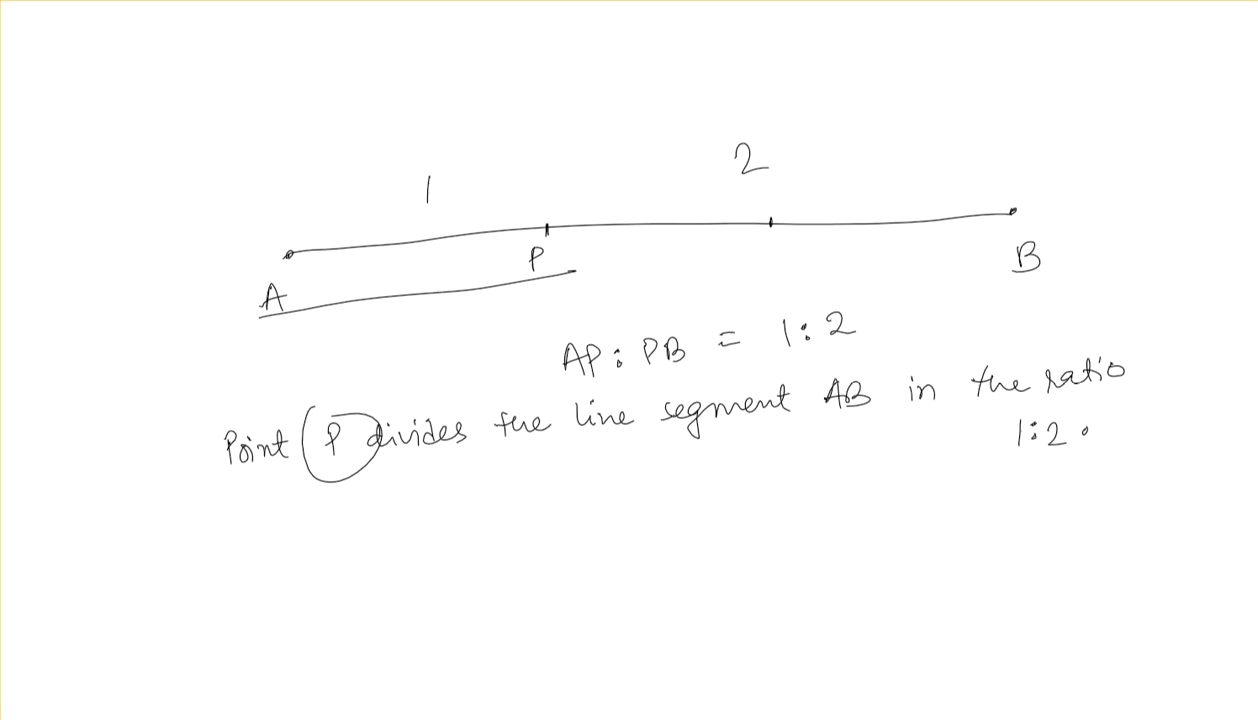 1 2
P
A B
AP : PB = 1:2
Point P divides the line segment AB in the ratio
1:2.